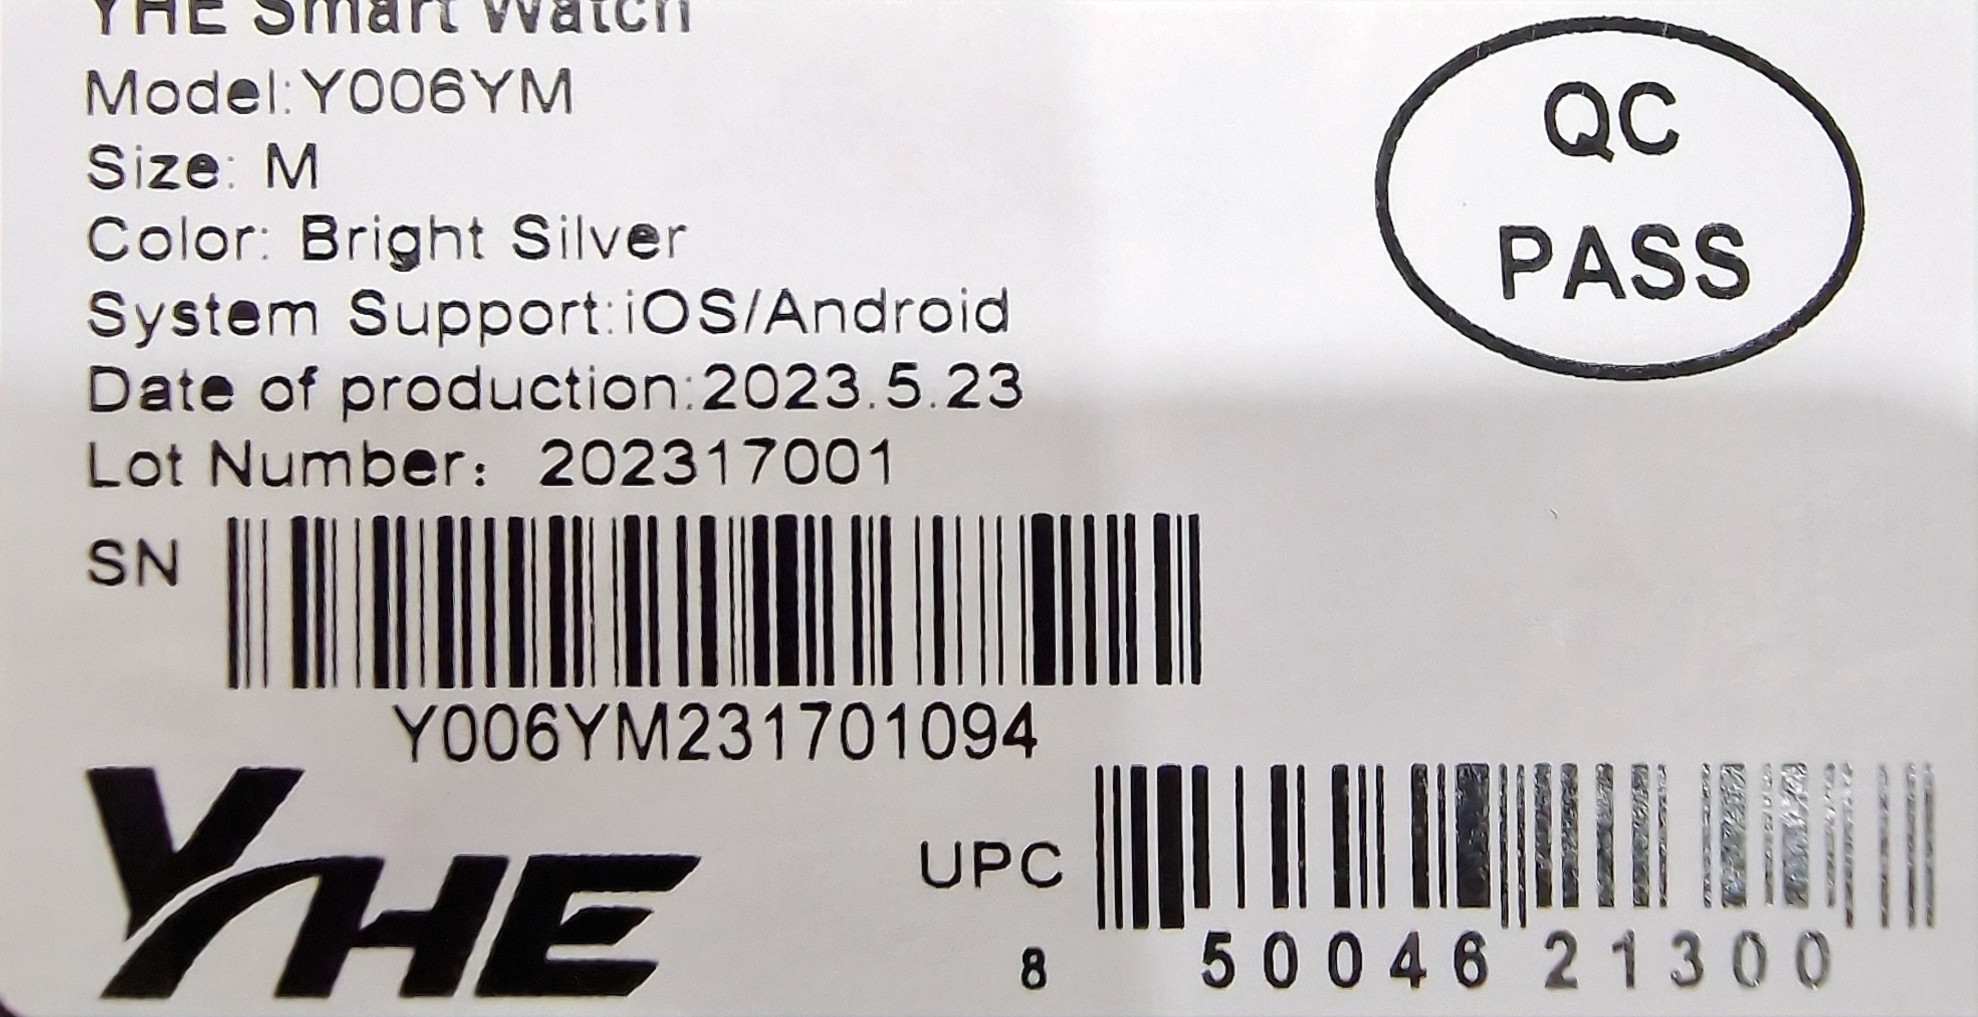 YHE Smart Watch
Model:Y006YM
Size: M
Color: Bright Silver
System Support:iOS/Android
Date of production:2023.5.23
Lot Number： 202317001
SN
Y006YM231701094
QC
PASS
YHE
UPC
8 50046 21300